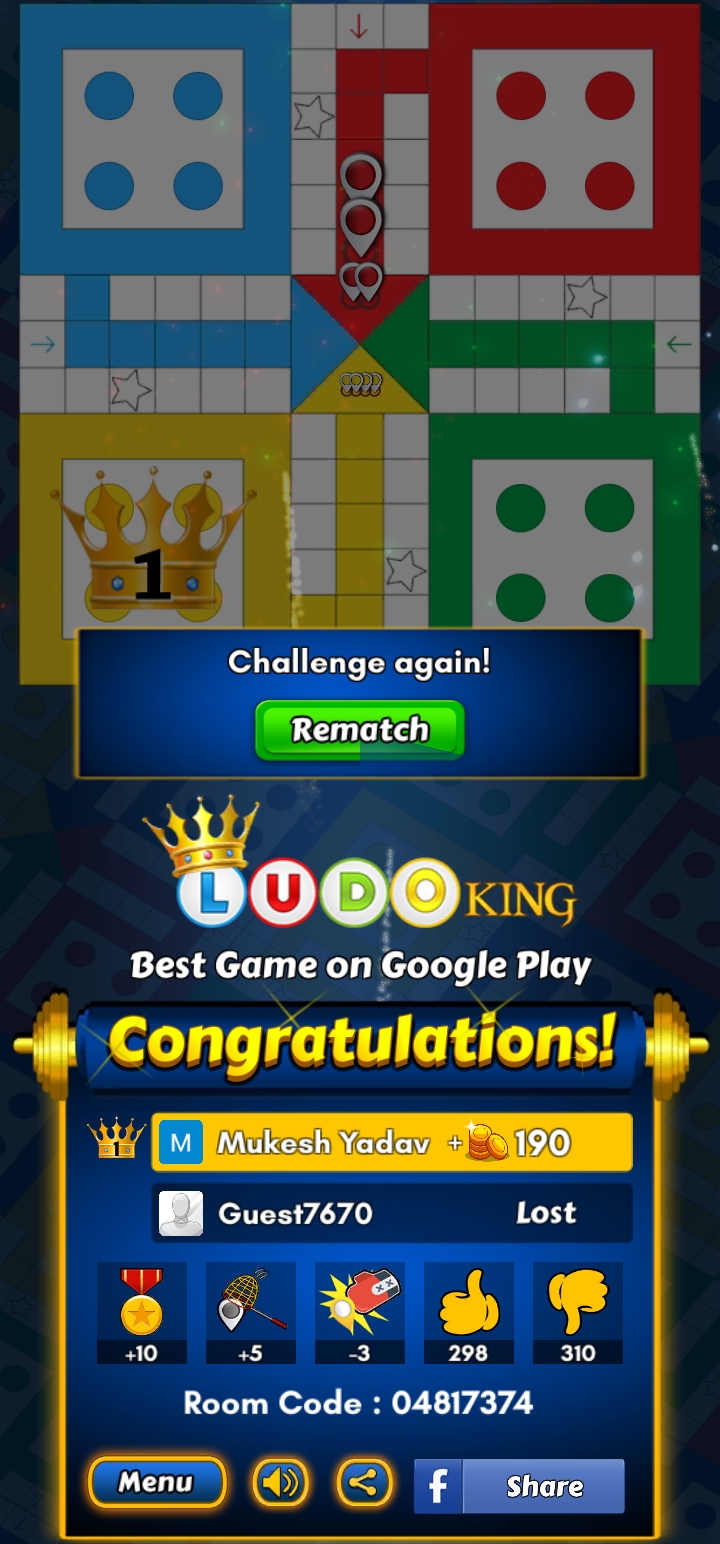 1
Challenge again!
Rematch
LUDO KING
Best Game on Google Play
Congratulations!
1 M Mukesh Yadav + 190
Guest7670 Lost
+10 +5 -3 298 310
Room Code : 04817374
Menu f Share